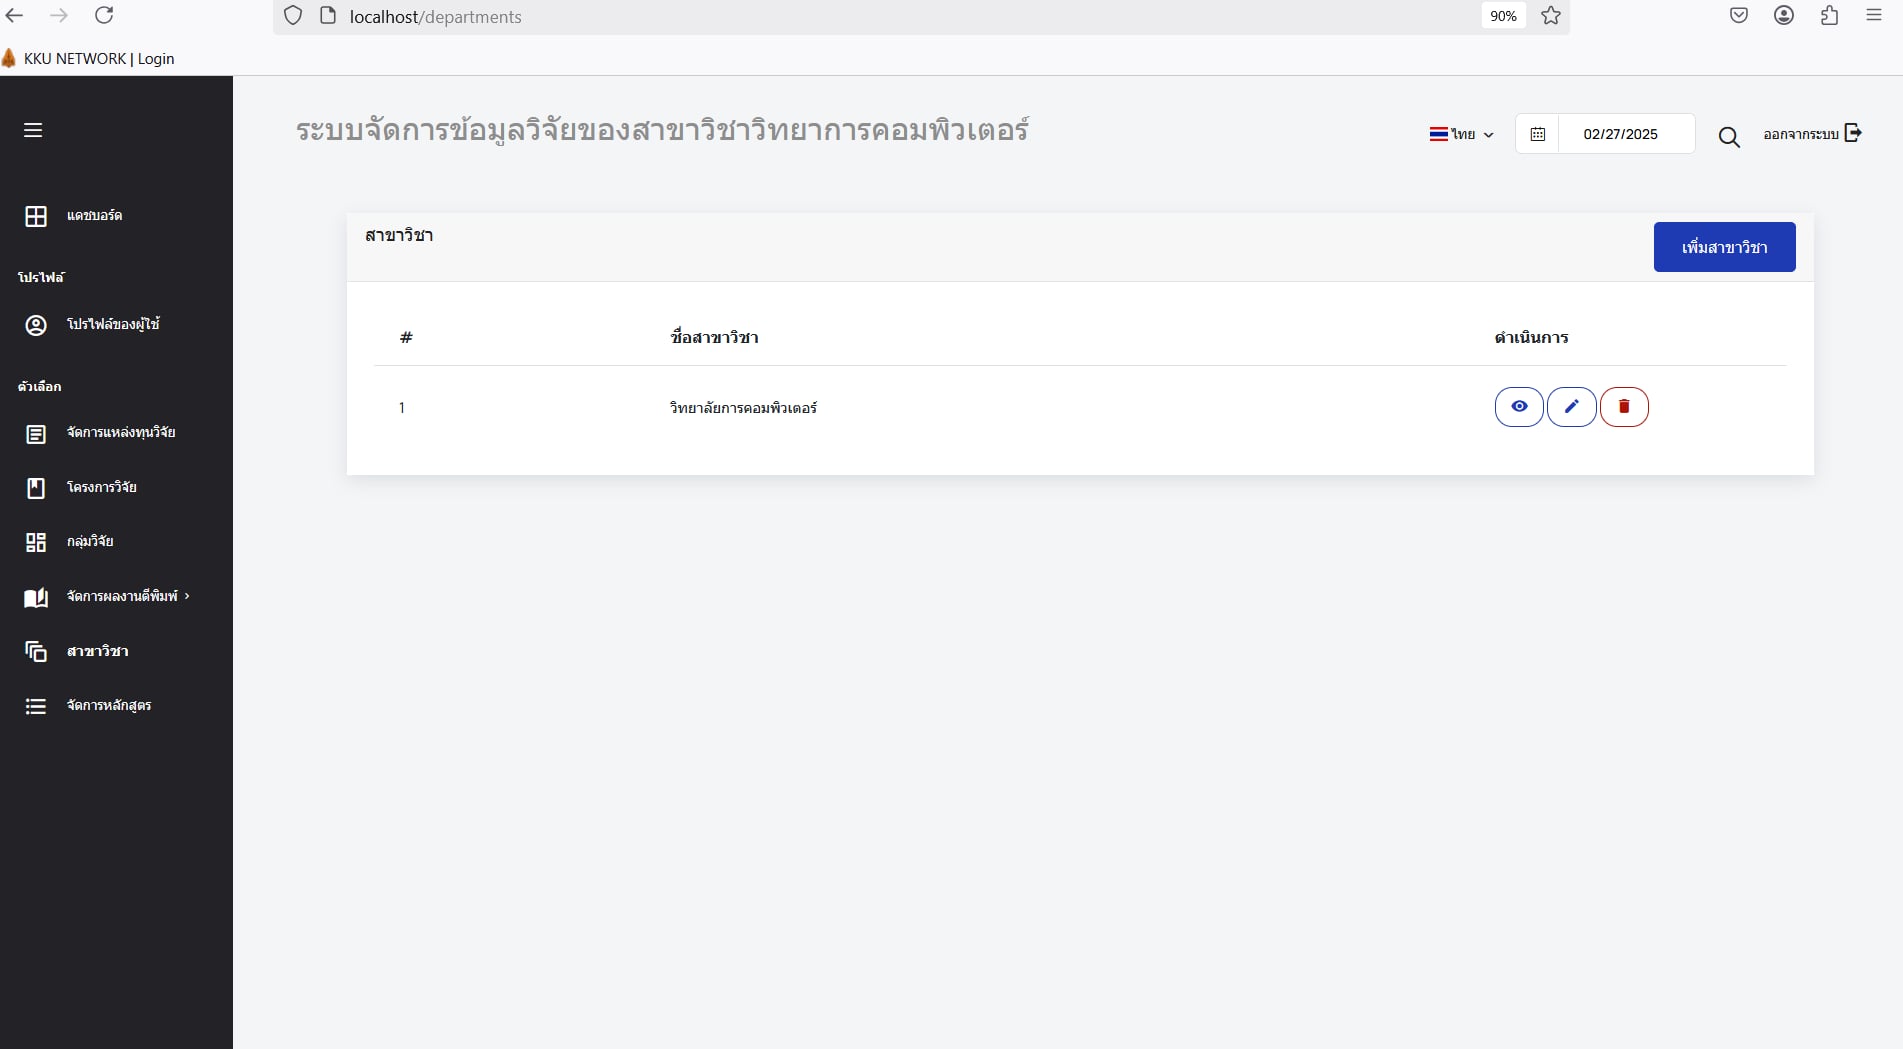 localhost/departments
90%
KKU NETWORK | Login
ระบบจัดการข้อมูลวิจัยของสาขาวิชาวิทยาการคอมพิวเตอร์
ไทย
02/27/2025
ออกจากระบบ
แดชบอร์ด
โปรไฟล์
โปรไฟล์ของผู้ใช้
ตัวเลือก
จัดการแหล่งทุนวิจัย
โครงการวิจัย
กลุ่มวิจัย
จัดการผลงานตีพิมพ์
สาขาวิชา
จัดการหลักสูตร
สาขาวิชา
เพิ่มสาขาวิชา
# ชื่อสาขาวิชา ดำเนินการ
1 วิทยาลัยการคอมพิวเตอร์